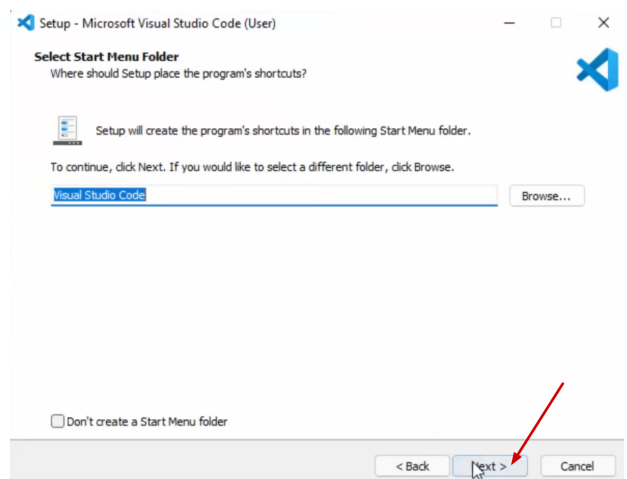 Setup - Microsoft Visual Studio Code (User)
Select Start Menu Folder
Where should Setup place the program's shortcuts?
Setup will create the program's shortcuts in the following Start Menu folder.
To continue, click Next. If you would like to select a different folder, click Browse.
Visual Studio Code
Browse...
Don't create a Start Menu folder
< Back
Next >
Cancel